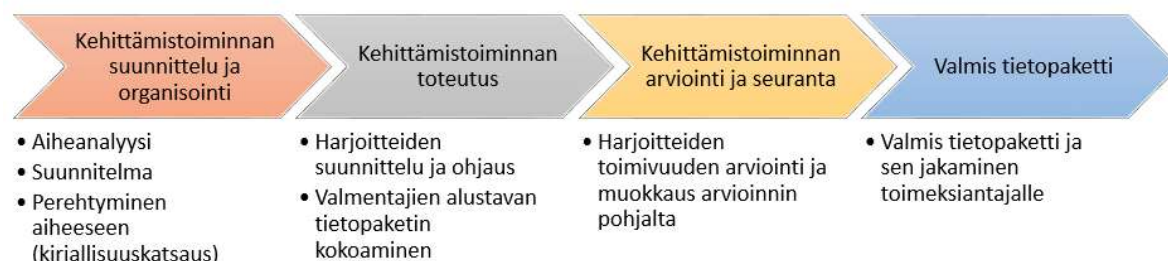 Kehittämistoiminnan
suunnittelu ja
organisointi
• Aiheanalyysi
• Suunnitelma
• Perehtyminen
aiheeseen
(kirjallisuuskatsaus)
Kehittämistoiminnan
toteutus
• Harjoitteiden
suunnittelu ja ohjaus
• Valmentajien alustavan
tietopaketin
kokoaminen
Kehittämistoiminnan
arviointi ja seuranta
• Harjoitteiden
toimivuuden arviointi ja
muokkaus arvioinnin
pohjalta
Valmis tietopaketti
• Valmis tietopaketti ja
sen jakaminen
toimeksiantajalle